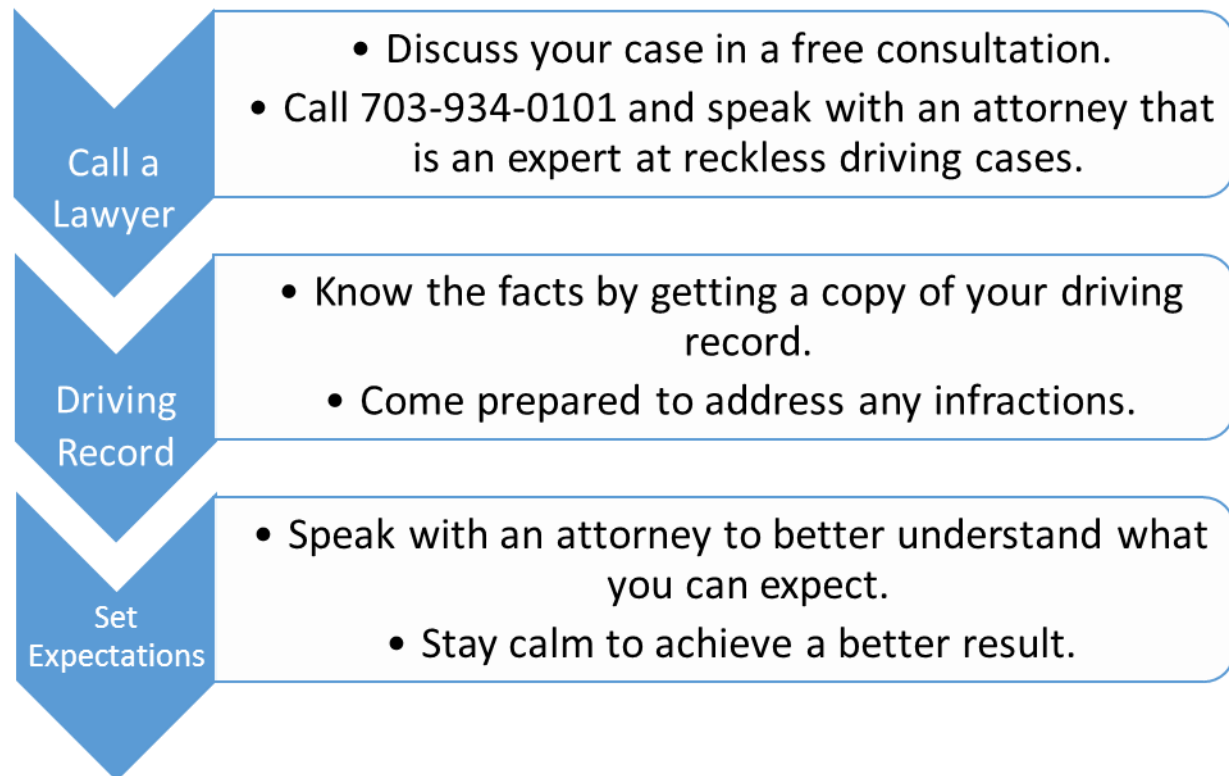 Call a
Lawyer
• Discuss your case in a free consultation.
• Call 703-934-0101 and speak with an attorney that
is an expert at reckless driving cases.
Driving
Record
• Know the facts by getting a copy of your driving
record.
• Come prepared to address any infractions.
Set
Expectations
• Speak with an attorney to better understand what
you can expect.
• Stay calm to achieve a better result.